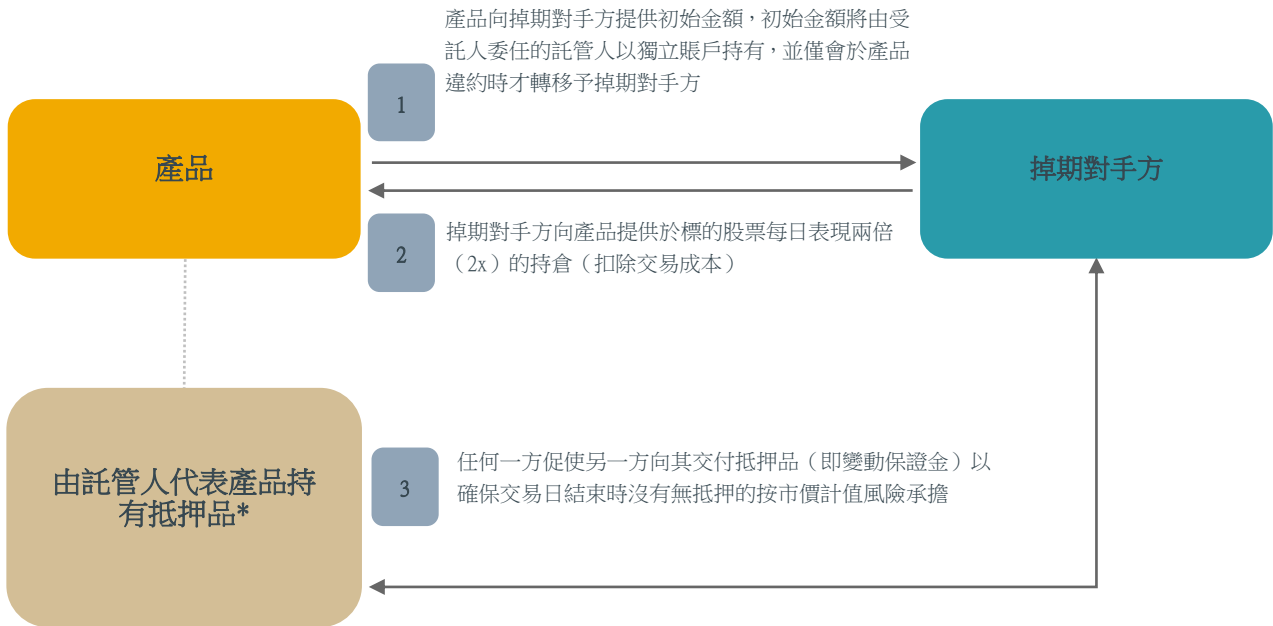 產品向掉期對手方提供初始金額，初始金額將由受
託人委任的託管人以獨立賬戶持有，並僅會於產品
違約時才轉移予掉期對手方
1
產品
掉期對手方
2
掉期對手方向產品提供於標的股票每日表現兩倍
（2x）的持倉（扣除交易成本）
由託管人代表產品持
有抵押品*
3
任何一方促使另一方向其交付抵押品（即變動保證金）以
確保交易日結束時沒有無抵押的按市價計值風險承擔